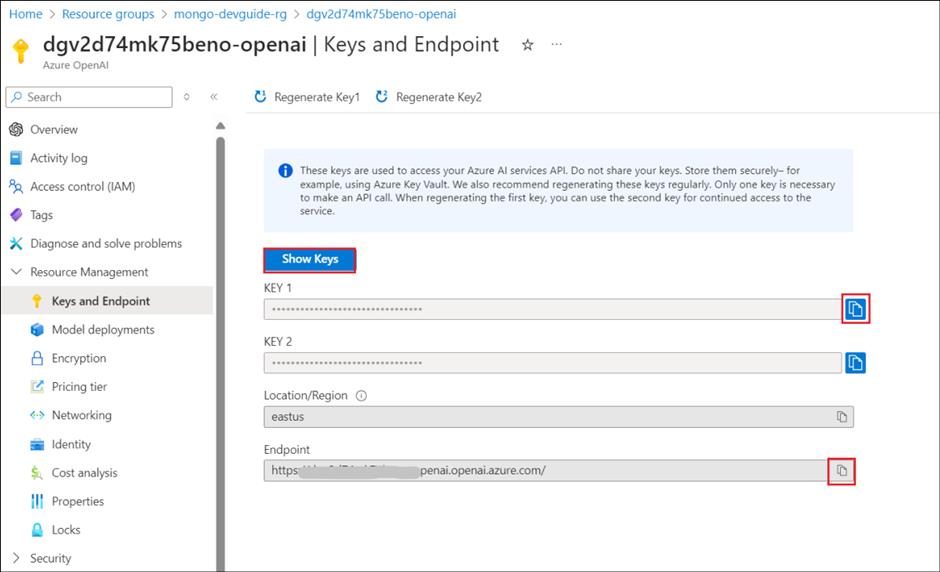 Home > Resource groups > mongo-devguide-rg > dgv2d74mk75beno-openai
dgv2d74mk75beno-openai | Keys and Endpoint
Azure OpenAI
Search
Regenerate Key1 Regenerate Key2
Overview
Activity log
Access control (IAM)
Tags
Diagnose and solve problems
Resource Management
Keys and Endpoint
Model deployments
Encryption
Pricing tier
Networking
Identity
Cost analysis
Properties
Locks
Security
These keys are used to access your Azure AI services API. Do not share your keys. Store them securely– for
example, using Azure Key Vault. We also recommend regenerating these keys regularly. Only one key is necessary
to make an API call. When regenerating the first key, you can use the second key for continued access to the
service.
Show Keys
KEY 1
••••••••••••••••••••••••••••••••
KEY 2
••••••••••••••••••••••••••••••••
Location/Region
eastus
Endpoint
https: penai.openai.azure.com/